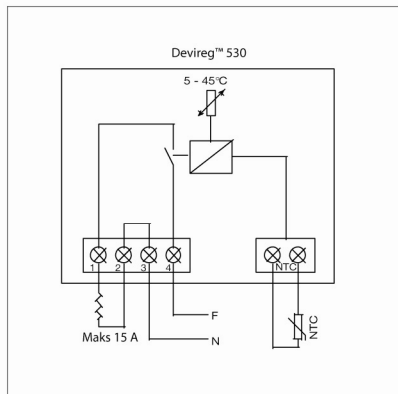 Devireg™ 530
5 - 45°C
1 2 3 4
NTC
F
N
Maks 15 A
NTC